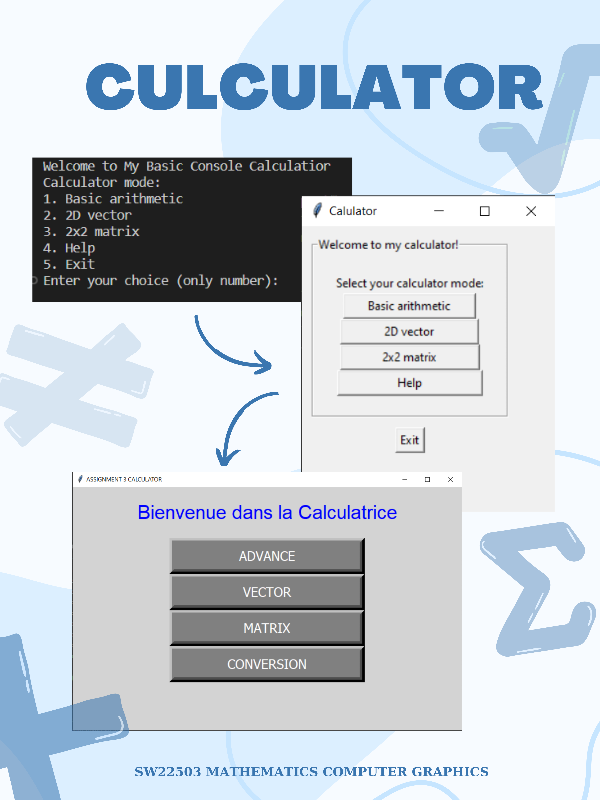 CULCULATOR
Welcome to My Basic Console Calculatior
Calculator mode:
1. Basic arithmetic
2. 2D vector
3. 2x2 matrix
4. Help
5. Exit
Enter your choice (only number):
Calulator
Welcome to my calculator!
Select your calculator mode:
Basic arithmetic
2D vector
2x2 matrix
Help
Exit
ASSIGNMENT 3 CALCULATOR
Bienvenue dans la Calculatrice
ADVANCE
VECTOR
MATRIX
CONVERSION
SW22503 MATHEMATICS COMPUTER GRAPHICS